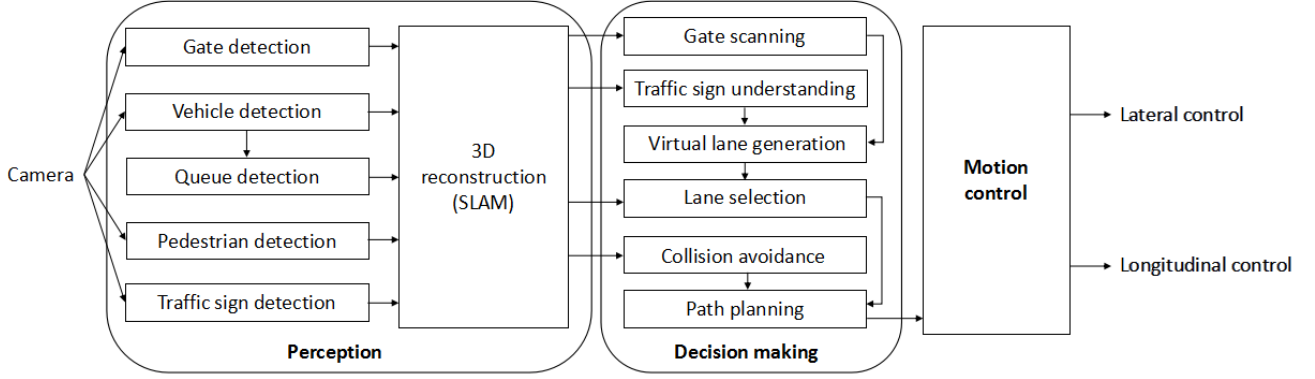 Camera
Gate detection
Vehicle detection
Queue detection
Pedestrian detection
Traffic sign detection
3D
reconstruction
(SLAM)
Perception
Gate scanning
Traffic sign understanding
Virtual lane generation
Lane selection
Collision avoidance
Path planning
Decision making
Motion
control
Lateral control
Longitudinal control